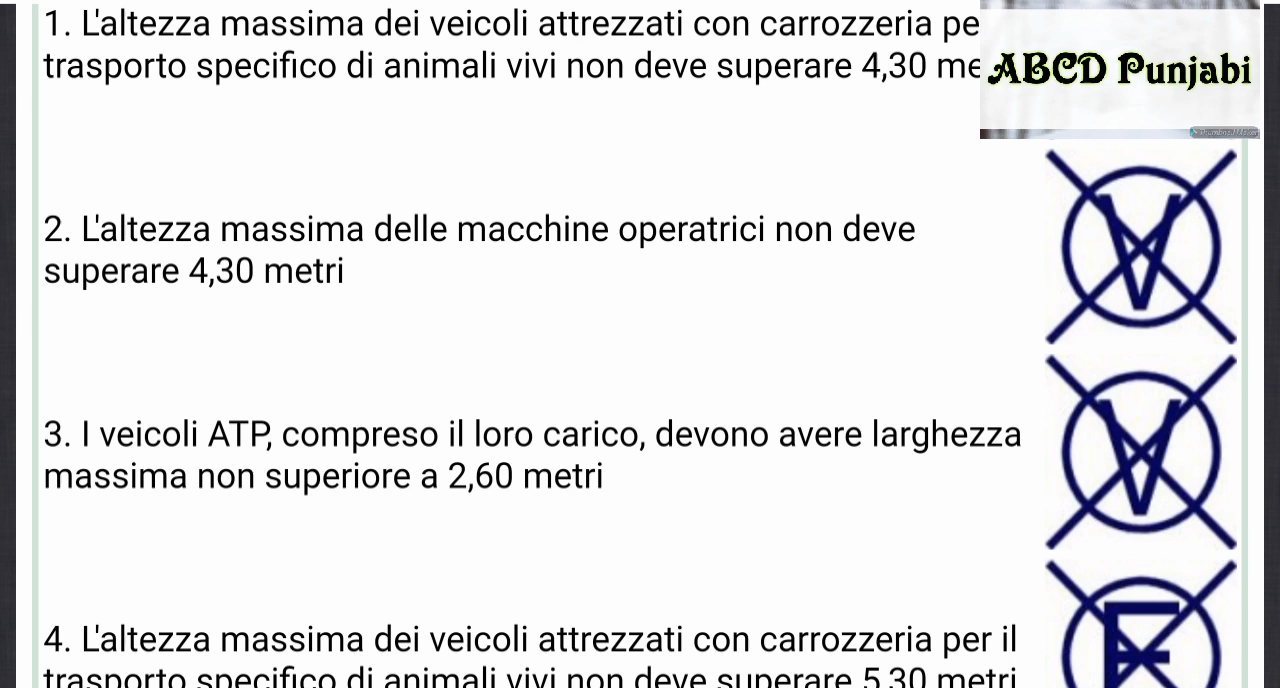 1. L'altezza massima dei veicoli attrezzati con carrozzeria pe
trasporto specifico di animali vivi non deve superare 4,30 me
ABCD Punjabi
Thumbnail Maker
V
2. L'altezza massima delle macchine operatrici non deve
superare 4,30 metri
V
3. I veicoli ATP, compreso il loro carico, devono avere larghezza
massima non superiore a 2,60 metri
F
4. L'altezza massima dei veicoli attrezzati con carrozzeria per il
trasporto specifico di animali vivi non deve superare 5,30 metri